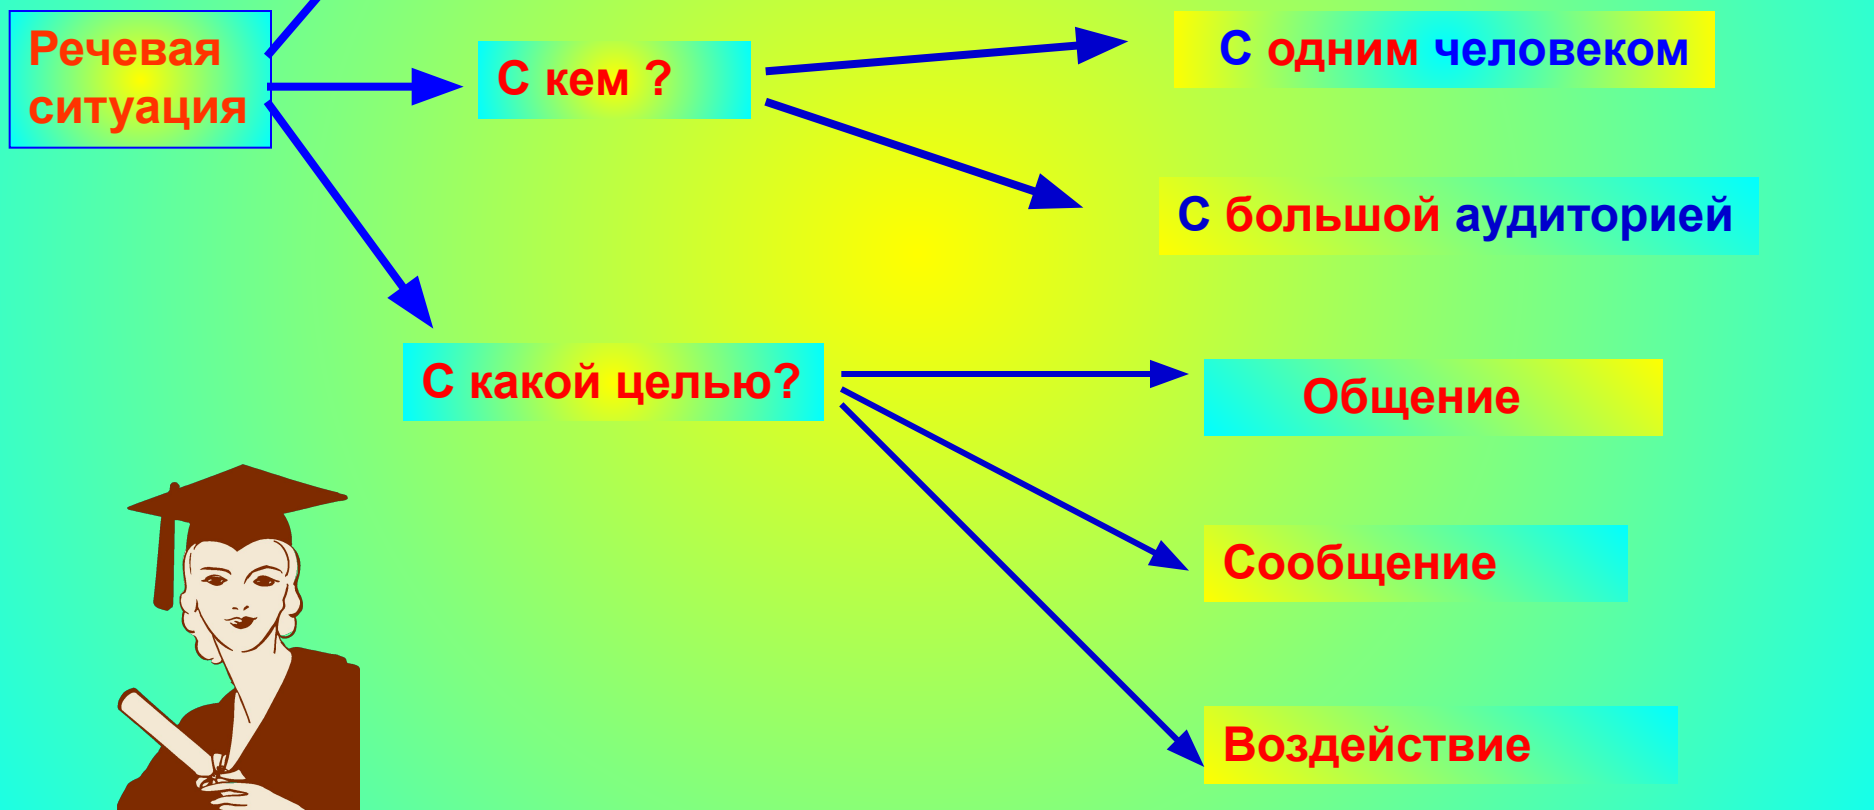 Речевая
ситуация
С кем ?
С одним человеком
С большой аудиторией
С какой целью?
Общение
Сообщение
Воздействие